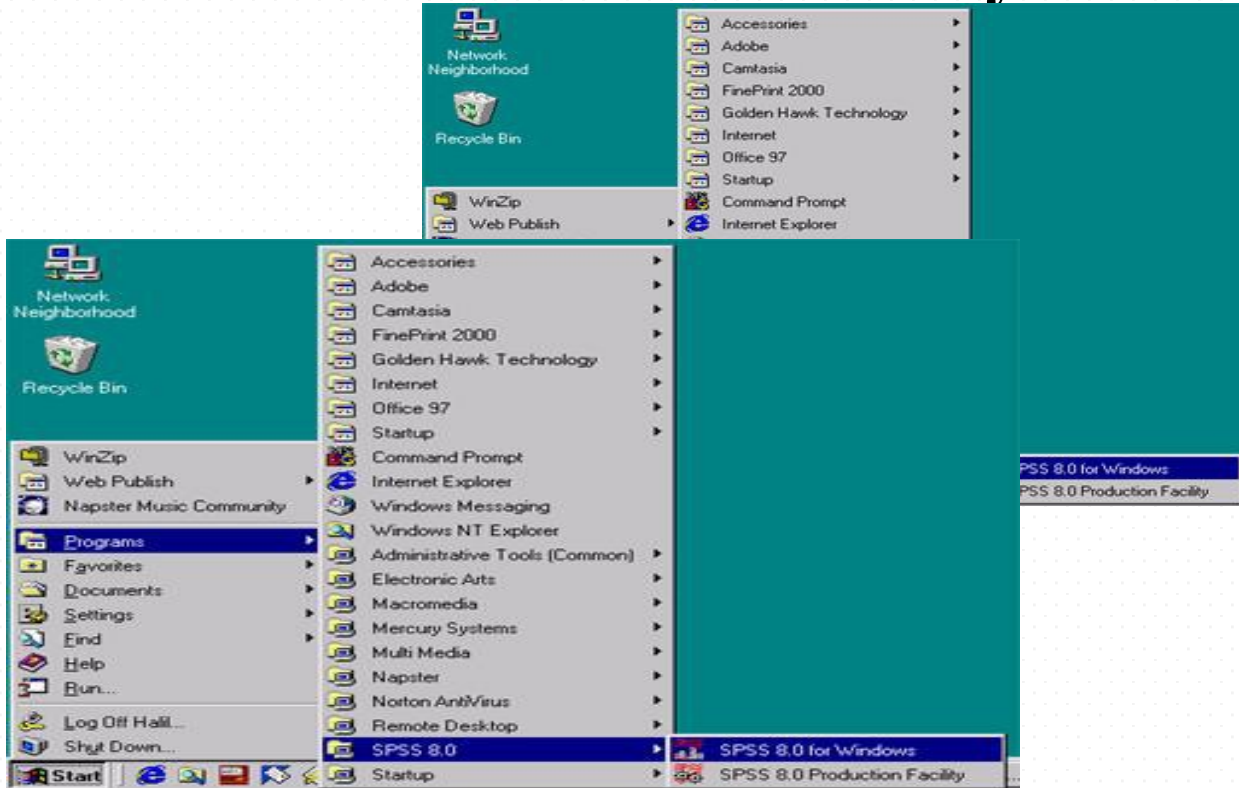 Network
Neighborhood
Recycle Bin
WinZip
Web Publish
Accessories
Adobe
Camtasia
FinePrint 2000
Golden Hawk Technology
Internet
Office 97
Startup
Command Prompt
Internet Explorer
PSS 8.0 for Windows
PSS 8.0 Production Facility
Network
Neighborhood
Recycle Bin
WinZip
Web Publish
Napster Music Community
Programs
Favorites
Documents
Settings
Find
Help
Run...
Log Off Halil...
Shut Down...
Start
Accessories
Adobe
Camtasia
FinePrint 2000
Golden Hawk Technology
Internet
Office 97
Startup
Command Prompt
Internet Explorer
Windows Messaging
Windows NT Explorer
Administrative Tools (Common)
Electronic Arts
Macromedia
Mercury Systems
Multi Media
Napster
Norton AntiVirus
Remote Desktop
SPSS 8.0
Startup
SPSS 8.0 for Windows
SPSS 8.0 Production Facility